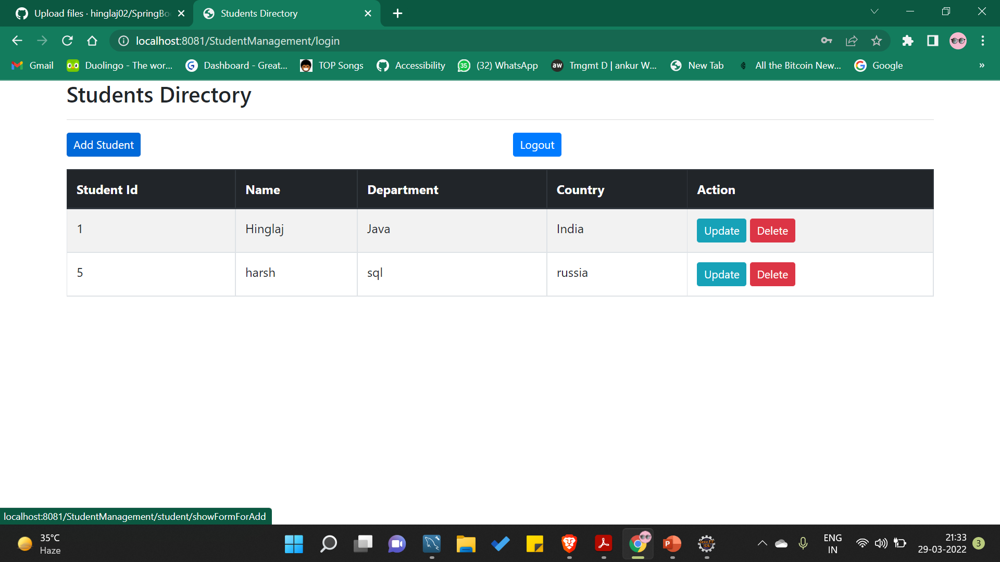 Upload files · hinglaj02/SpringBo
Students Directory
localhost:8081/StudentManagement/login
Gmail
Duolingo - The wor...
Dashboard - Great...
TOP Songs
Accessibility
35
(32) WhatsApp
aw
Tmgmt D | ankur W...
New Tab
All the Bitcoin New...
Google
»
Students Directory
Add Student
Logout
Student Id Name Department Country Action
1 Hinglaj Java India Update Delete
5 harsh sql russia Update Delete
localhost:8081/StudentManagement/student/showFormForAdd
35°C
Haze
P
Java EE
IDE
ENG
IN
21:33
29-03-2022
3